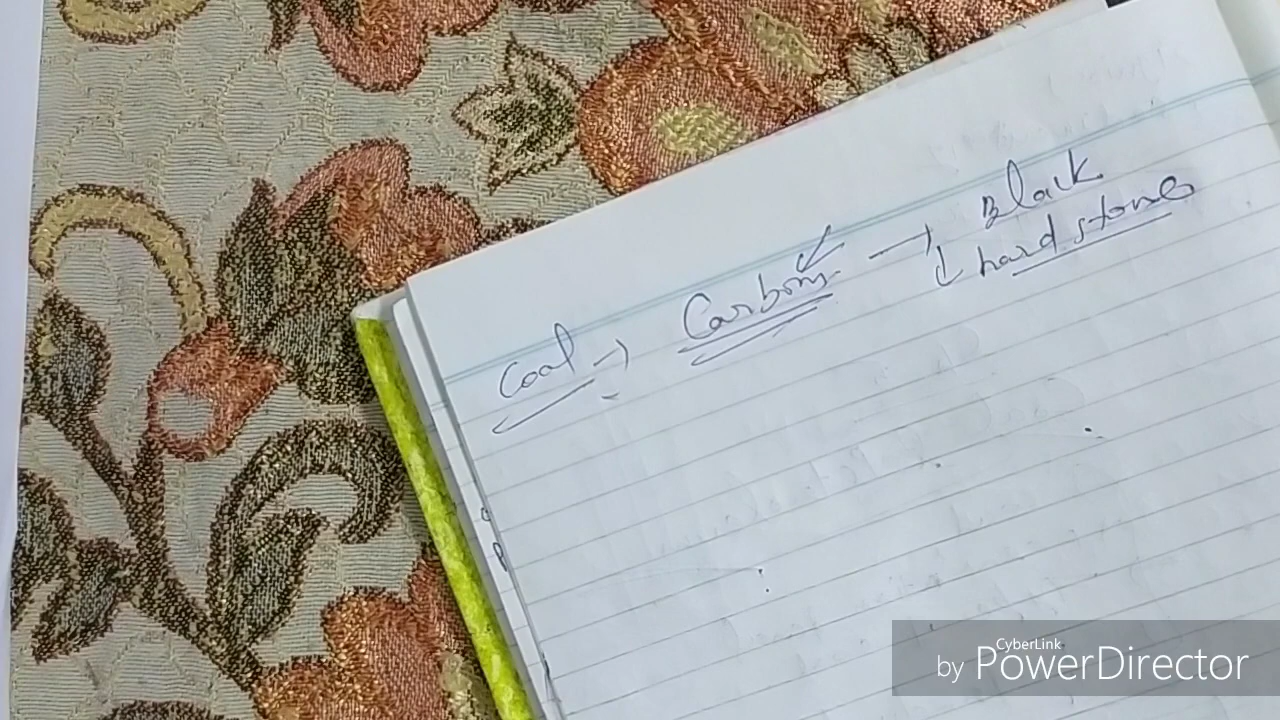 Coal → Carbon → Black
↓ hard stone
CyberLink
by PowerDirector